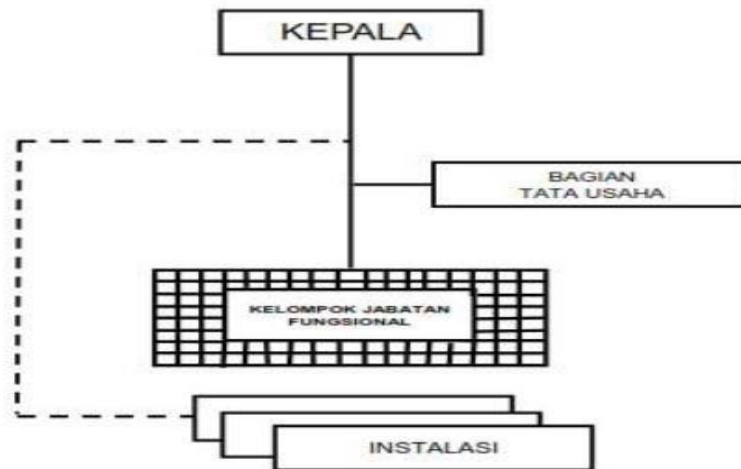 KEPALA
BAGIAN
TATA USAHA
KELOMPOK JABATAN
FUNGSIONAL
INSTALASI